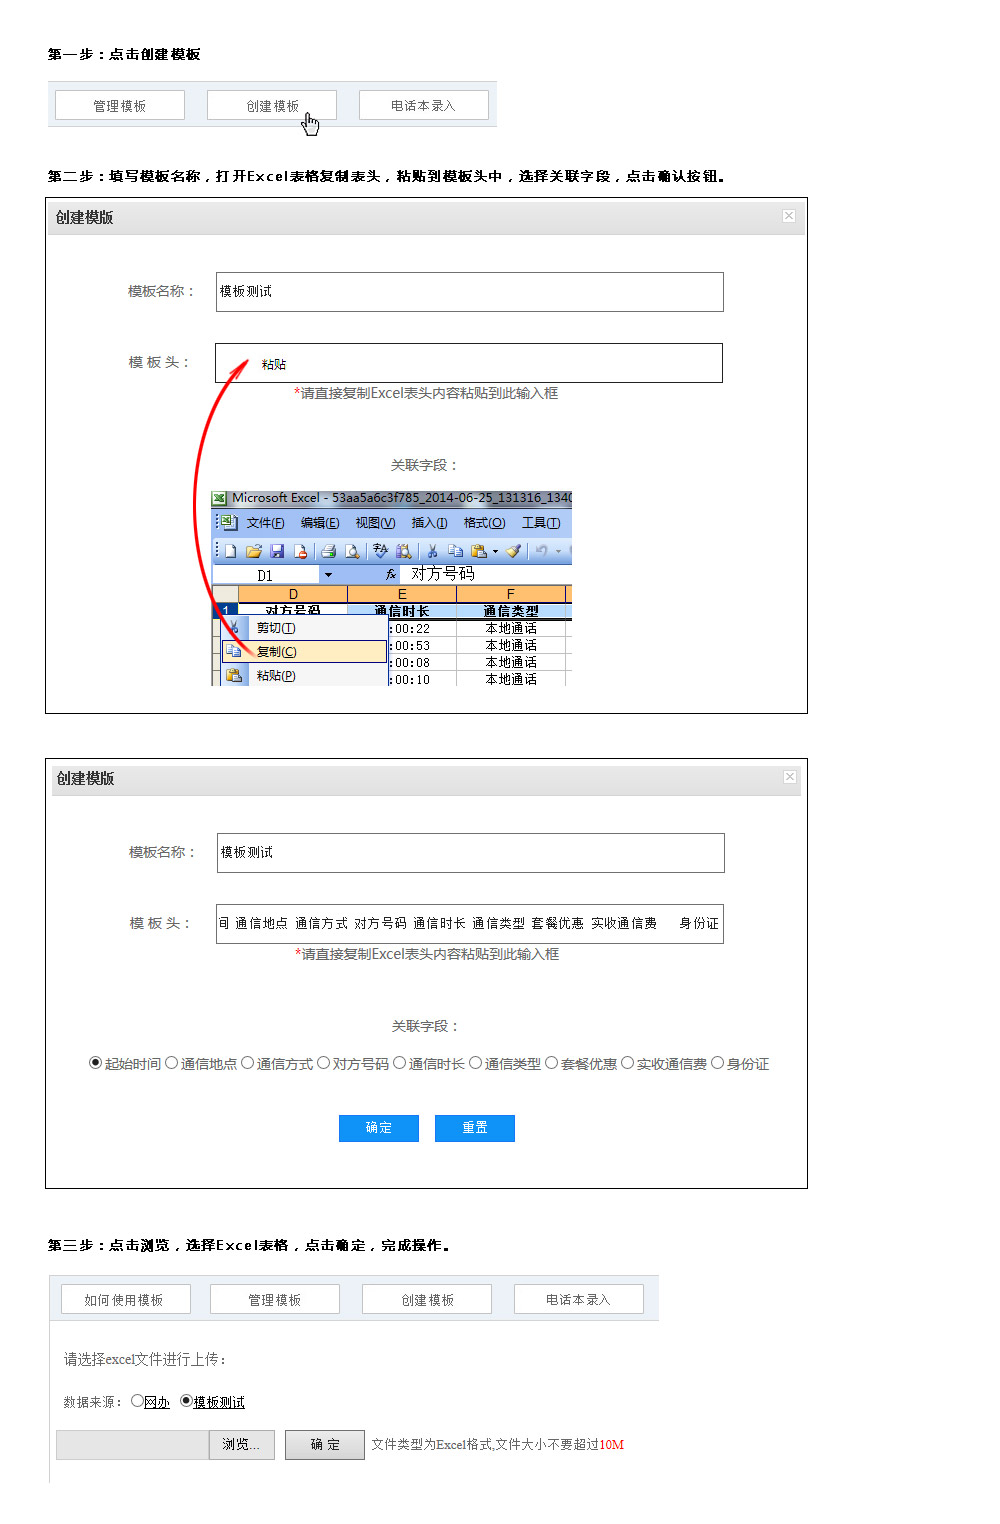 第一步：点击创建模板
管理模板 创建模板 电话本录入
第二步：填写模板名称，打开Excel表格复制表头，粘贴到模板头中，选择关联字段，点击确认按钮。
创建模版
模板名称： 模板测试
模 板 头： 粘贴
*请直接复制Excel表头内容粘贴到此输入框
关联字段：
Microsoft Excel - 53aa5a6c3f785_2014-06-25_131316_1340
文件(F) 编辑(E) 视图(V) 插入(I) 格式(O) 工具(T)
D1 fx 对方号码
D E F
1 对方号码 通信时长 通信类型
剪切(T) :00:22 本地通话
:00:53 本地通话
复制(C) :00:08 本地通话
粘贴(P) :00:10 本地通话
创建模版
模板名称： 模板测试
模 板 头： 间 通信地点 通信方式 对方号码 通信时长 通信类型 套餐优惠 实收通信费 身份证
*请直接复制Excel表头内容粘贴到此输入框
关联字段：
起始时间 通信地点 通信方式 对方号码 通信时长 通信类型 套餐优惠 实收通信费 身份证
确定 重置
第三步：点击浏览，选择Excel表格，点击确定，完成操作。
如何使用模板 管理模板 创建模板 电话本录入
请选择excel文件进行上传：
数据来源： 网办 模板测试
浏览... 确 定 文件类型为Excel格式,文件大小不要超过10M